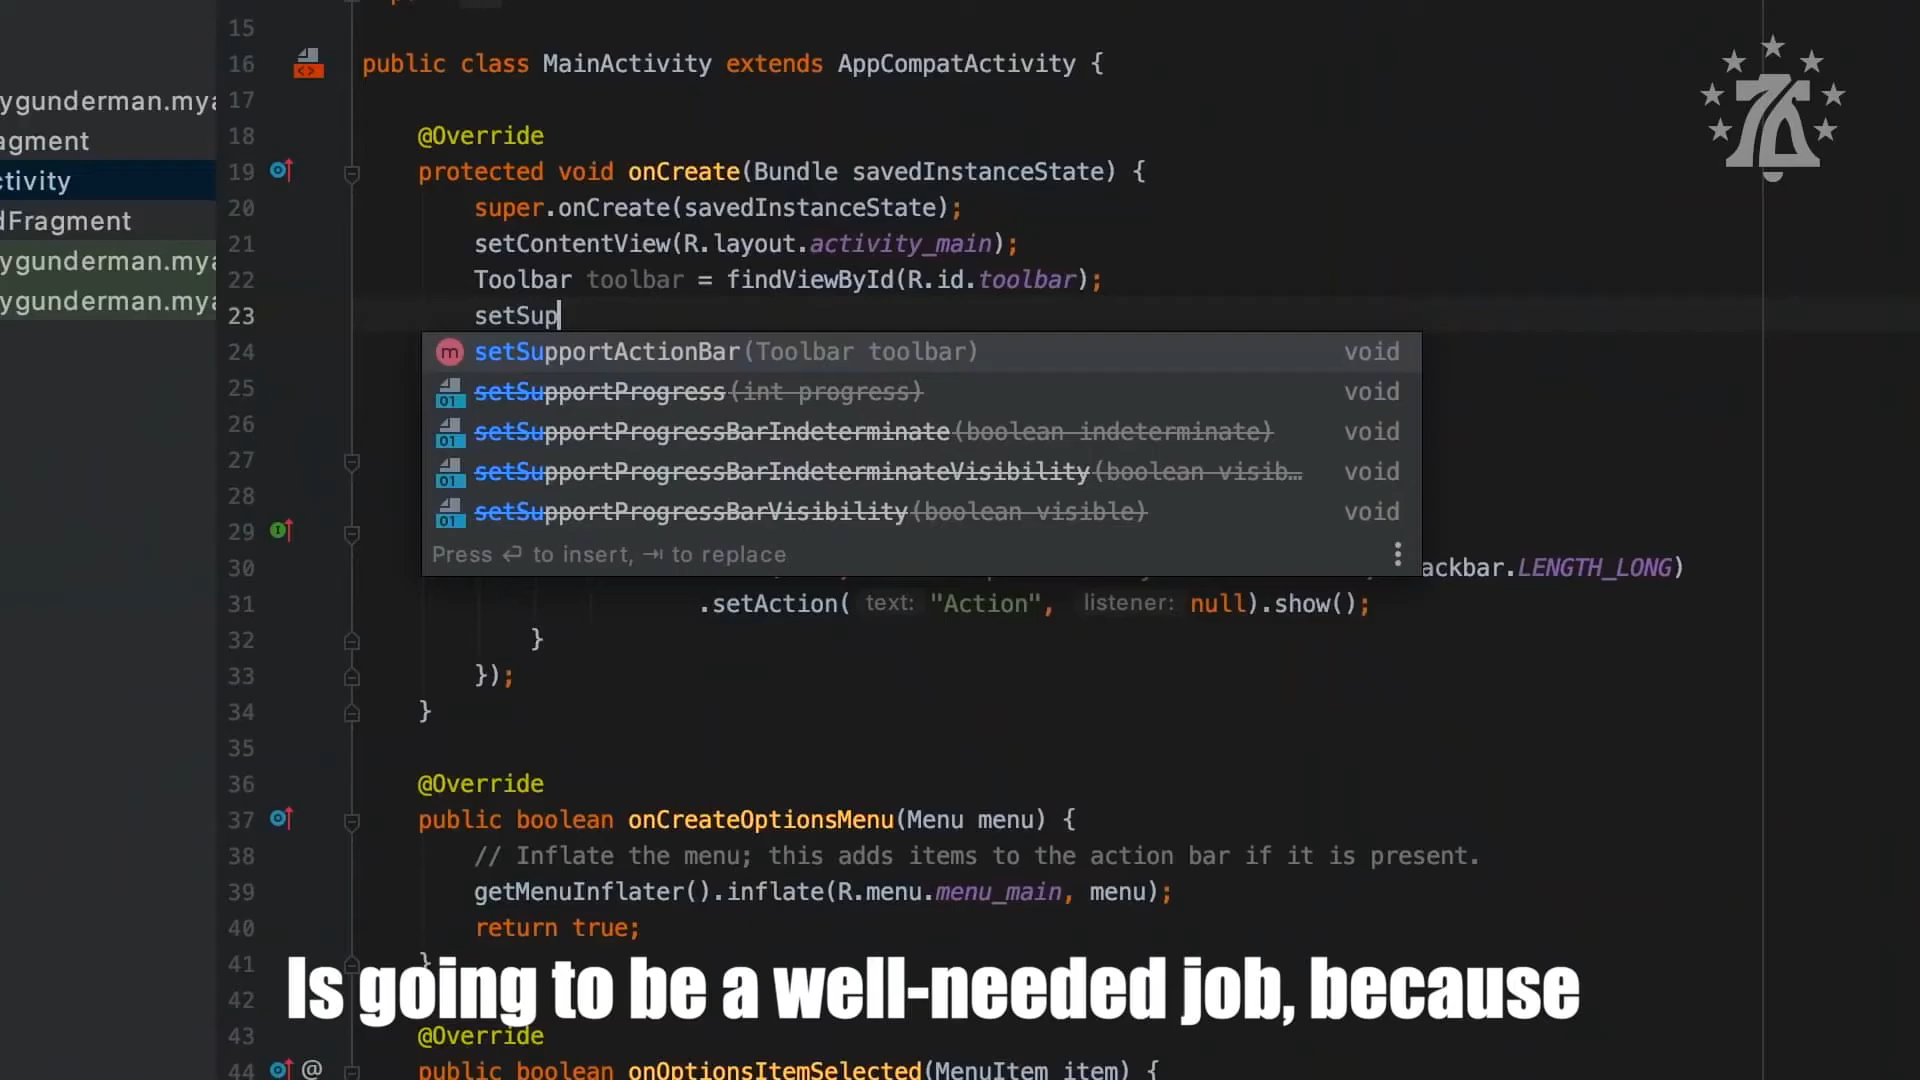 15
16 public class MainActivity extends AppCompatActivity {
ygunderman.mya
17
18 @Override
agment
19 protected void onCreate(Bundle savedInstanceState) {
ctivity
20 super.onCreate(savedInstanceState);
dFragment
21 setContentView(R.layout.activity_main);
ygunderman.mya
22 Toolbar toolbar = findViewById(R.id.toolbar);
ygunderman.mya
23 setSup
24 m setSupportActionBar(Toolbar toolbar) void
25 01 setSupportProgress(int progress) void
26 01 setSupportProgressBarIndeterminate(boolean indeterminate) void
27 01 setSupportProgressBarIndeterminateVisibility(boolean visib… void
28 01 setSupportProgressBarVisibility(boolean visible) void
29 Press ⏎ to insert, ⇥ to replace
30 ackbar.LENGTH_LONG)
31 .setAction( text: "Action", listener: null).show();
32 }
33 });
34 }
35
36 @Override
37 public boolean onCreateOptionsMenu(Menu menu) {
38 // Inflate the menu; this adds items to the action bar if it is present.
39 getMenuInflater().inflate(R.menu.menu_main, menu);
40 return true;
41 }
Is going to be a well-needed job, because
42
43 @Override
44 @ public boolean onOptionsItemSelected(MenuItem item) {